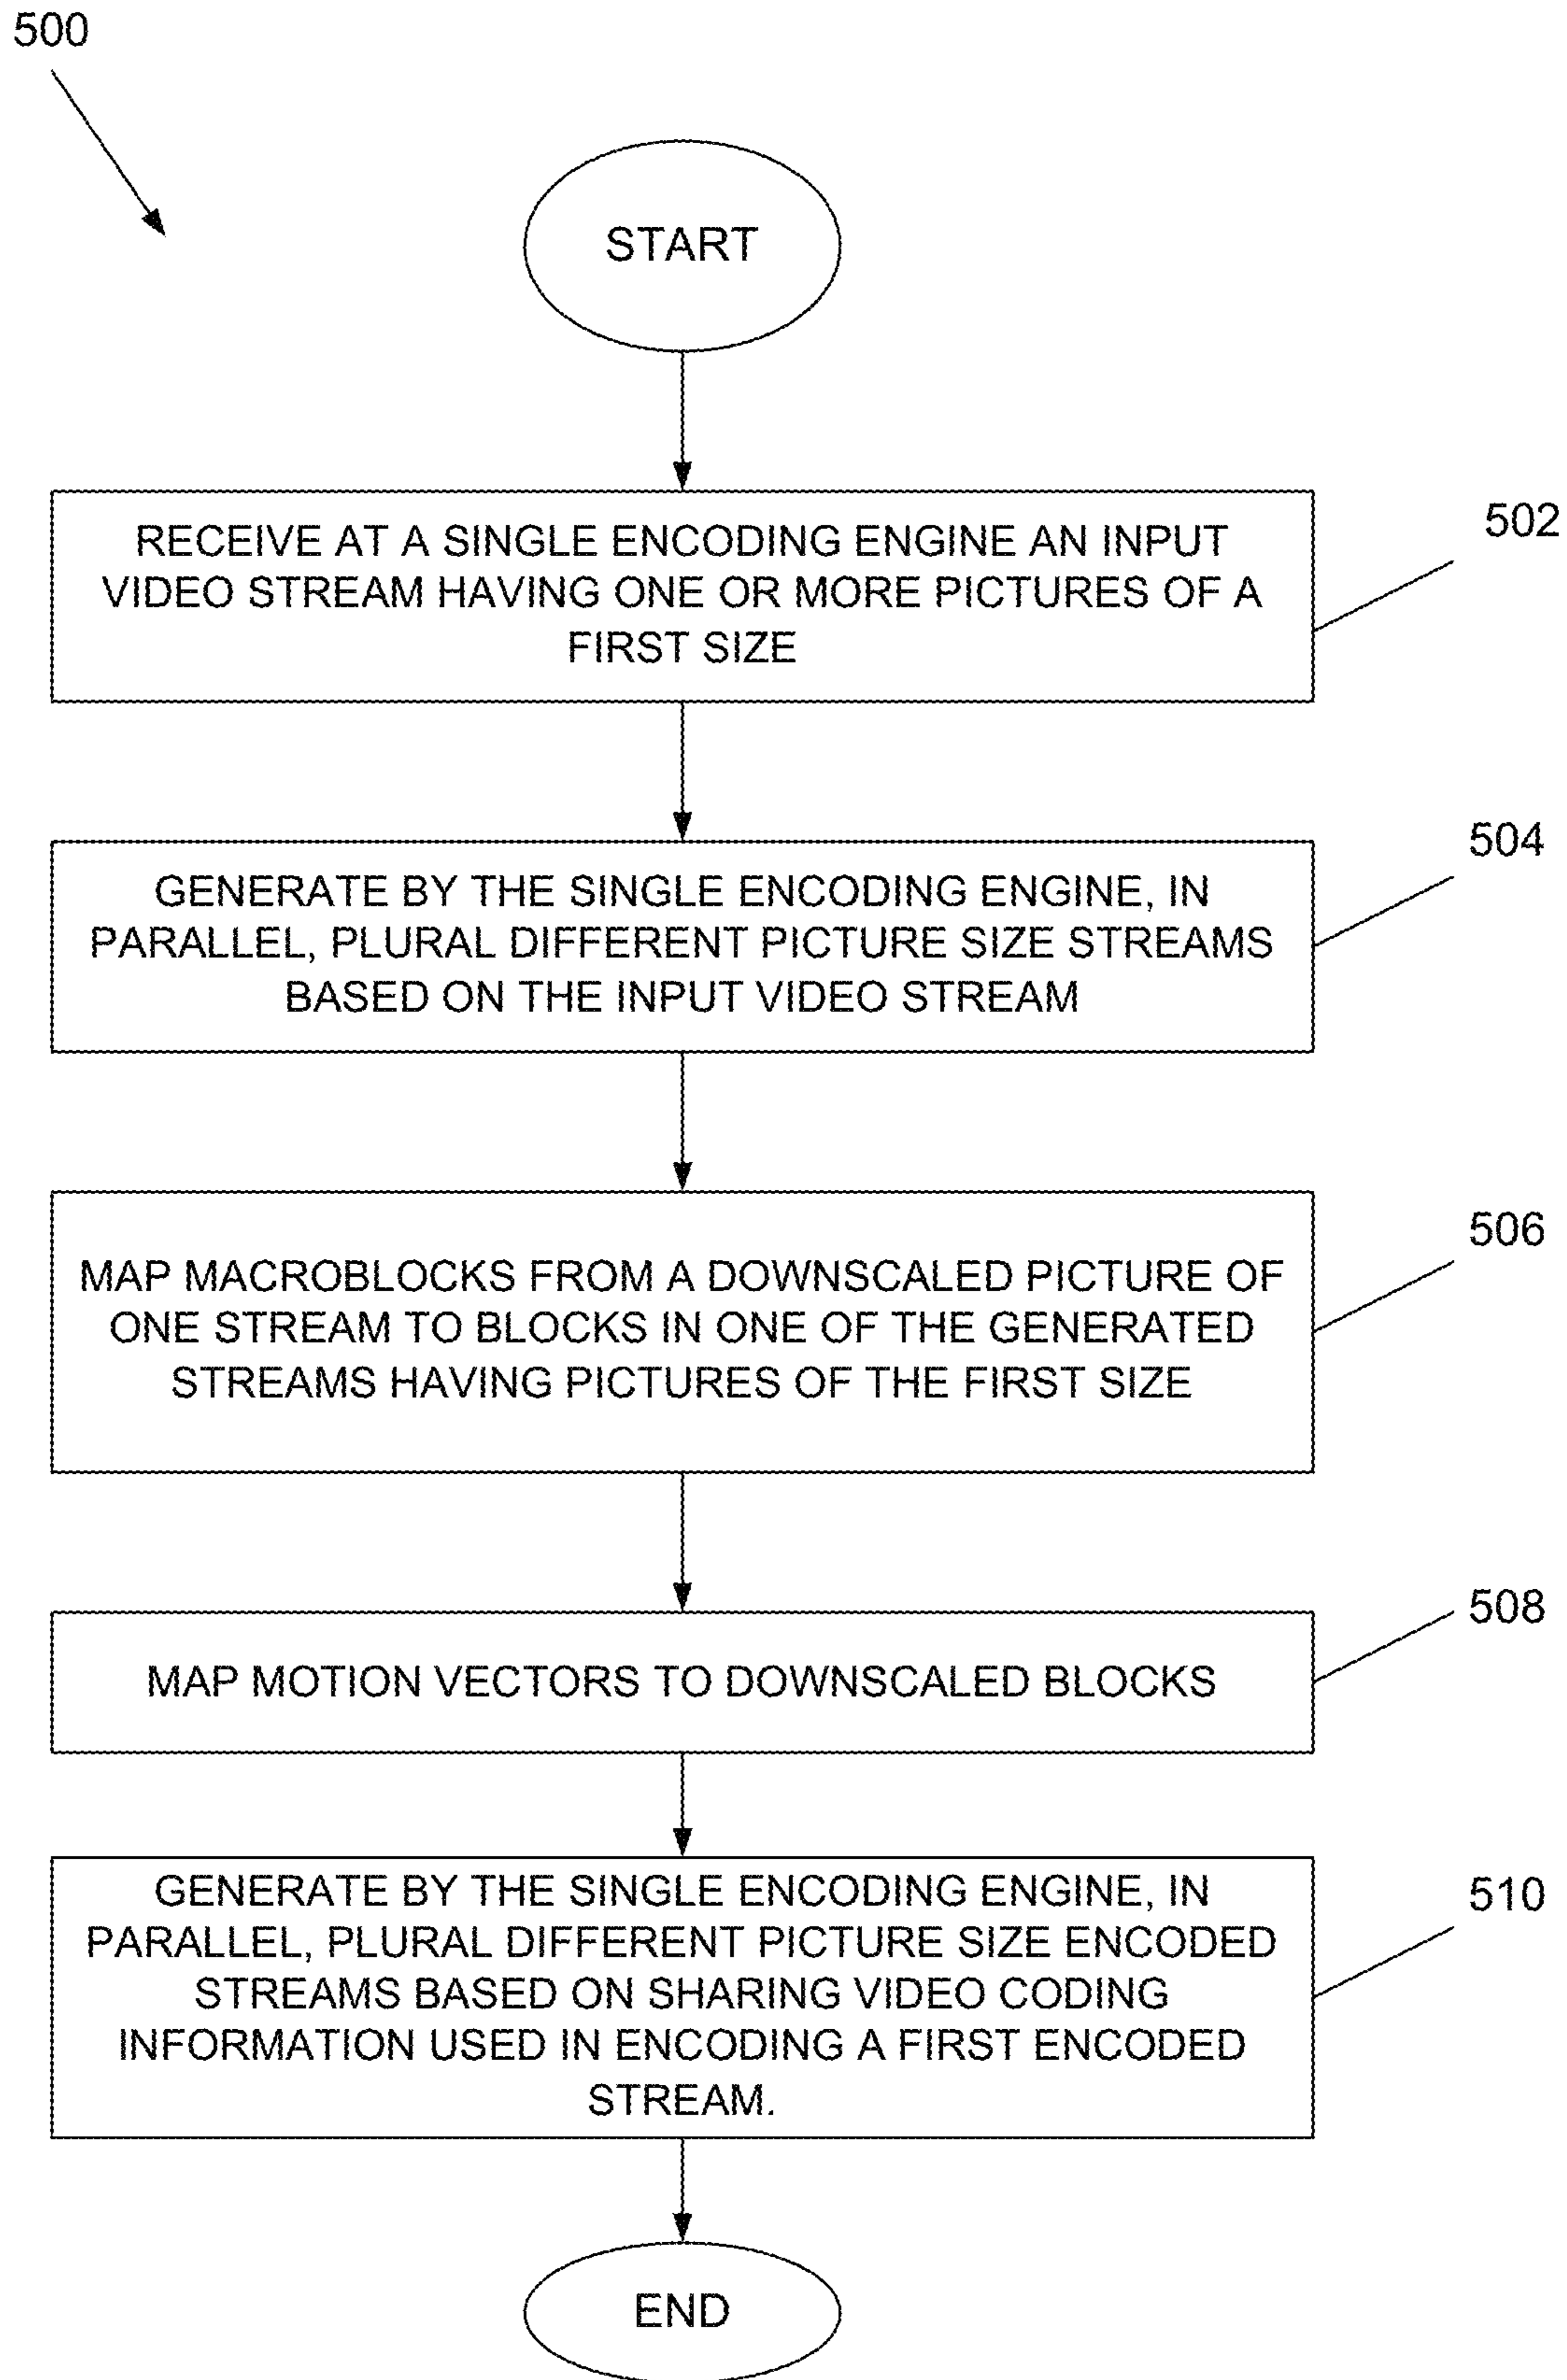 500
START
RECEIVE AT A SINGLE ENCODING ENGINE AN INPUT
VIDEO STREAM HAVING ONE OR MORE PICTURES OF A
FIRST SIZE
502
GENERATE BY THE SINGLE ENCODING ENGINE, IN
PARALLEL, PLURAL DIFFERENT PICTURE SIZE STREAMS
BASED ON THE INPUT VIDEO STREAM
504
MAP MACROBLOCKS FROM A DOWNSCALED PICTURE OF
ONE STREAM TO BLOCKS IN ONE OF THE GENERATED
STREAMS HAVING PICTURES OF THE FIRST SIZE
506
MAP MOTION VECTORS TO DOWNSCALED BLOCKS
508
GENERATE BY THE SINGLE ENCODING ENGINE, IN
PARALLEL, PLURAL DIFFERENT PICTURE SIZE ENCODED
STREAMS BASED ON SHARING VIDEO CODING
INFORMATION USED IN ENCODING A FIRST ENCODED
STREAM.
510
END